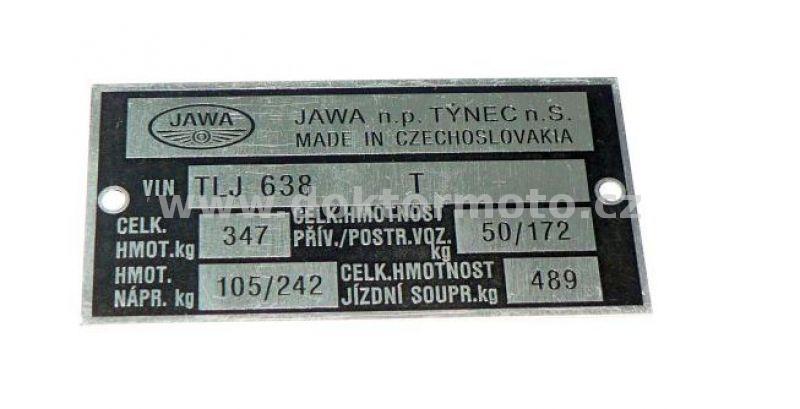 JAWA
JAWA n.p. TÝNEC n.S.
MADE IN CZECHOSLOVAKIA
VIN TLJ 638 T
www.doktormoto.cz
CELK. HMOT.kg 347
CELK.HMOTNOST PŘÍV./POSTR.VOZ. kg 50/172
HMOT. NÁPR. kg 105/242
CELK.HMOTNOST JÍZDNÍ SOUPR.kg 489